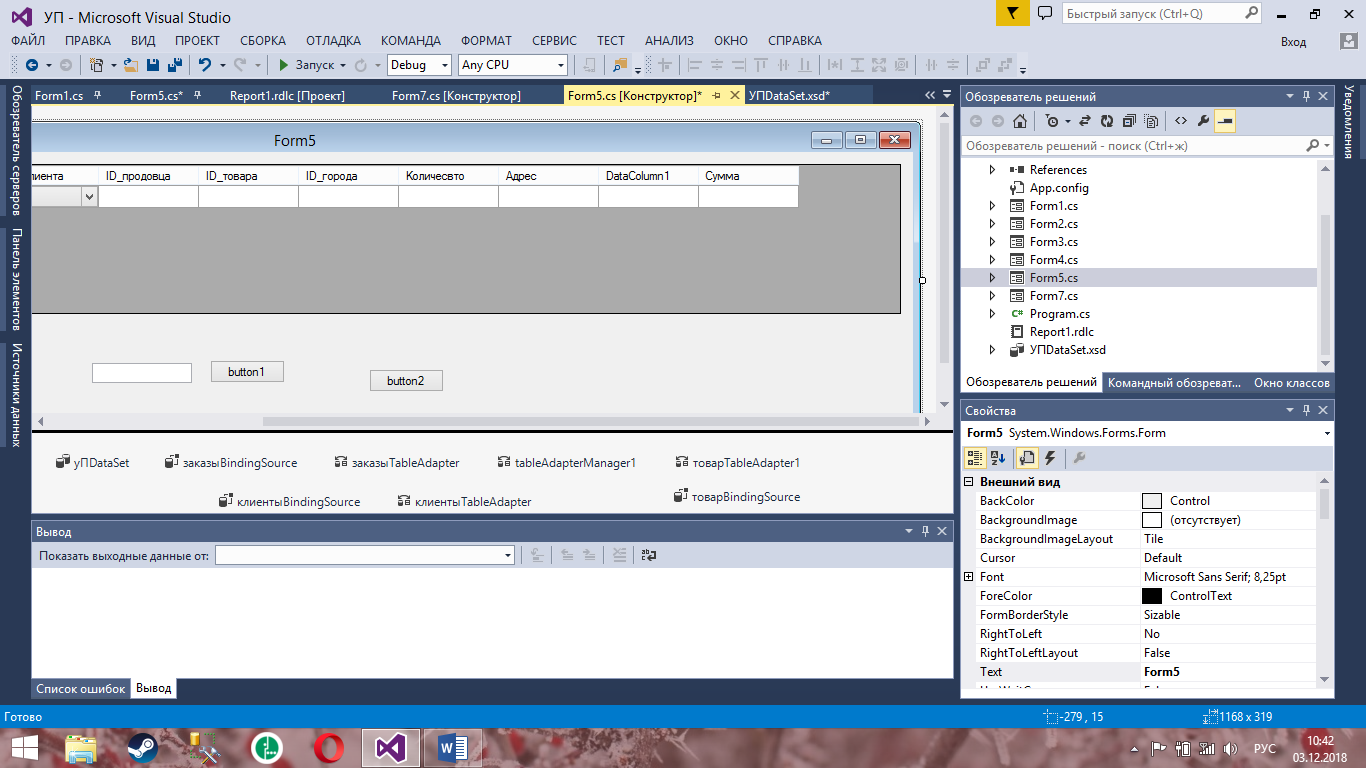 УП - Microsoft Visual Studio
Быстрый запуск (Ctrl+Q)
ФАЙЛ ПРАВКА ВИД ПРОЕКТ СБОРКА ОТЛАДКА КОМАНДА ФОРМАТ СЕРВИС ТЕСТ АНАЛИЗ ОКНО СПРАВКА Вход
Запуск Debug Any CPU
Обозреватель серверов
Панель элементов
Источники данных
Form1.cs Form5.cs* Report1.rdlc [Проект] Form7.cs [Конструктор] Form5.cs [Конструктор]* УПDataSet.xsd*
Form5
лиента ID_продовца ID_товара ID_города Количесвто Адрес DataColumn1 Сумма
button1
button2
уПDataSet заказыBindingSource заказыTableAdapter tableAdapterManager1 товарTableAdapter1
клиентыBindingSource клиентыTableAdapter товарBindingSource
Вывод
Показать выходные данные от:
Список ошибок Вывод
Обозреватель решений
Обозреватель решений - поиск (Ctrl+ж)
References
App.config
Form1.cs
Form2.cs
Form3.cs
Form4.cs
Form5.cs
Form7.cs
C# Program.cs
Report1.rdlc
УПDataSet.xsd
Обозреватель решений Командный обозреват... Окно классов
Уведомления
Свойства
Form5 System.Windows.Forms.Form
Внешний вид
BackColor Control
BackgroundImage (отсутствует)
BackgroundImageLayout Tile
Cursor Default
Font Microsoft Sans Serif; 8,25pt
ForeColor ControlText
FormBorderStyle Sizable
RightToLeft No
RightToLeftLayout False
Text Form5
Готово -279 , 15 1168 x 319
РУС 10:42
03.12.2018